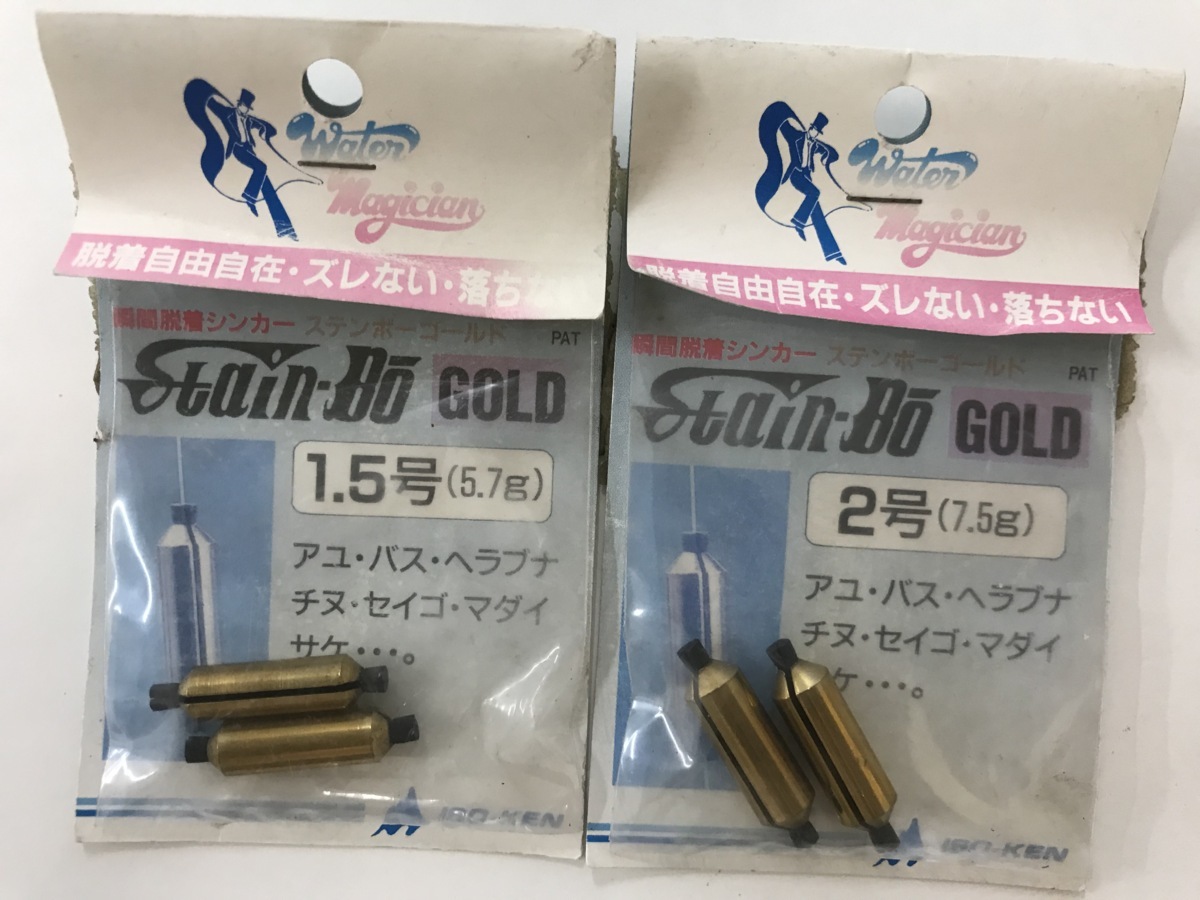 Water
Magician
脱着自由自在・ズレない・落ちない
瞬間脱着シンカー ステンボーゴールド PAT
Stain-Bō GOLD
1.5号(5.7g)
アユ・バス・ヘラブナ
チヌ・セイゴ・マダイ
サケ・・・。
ISO-KEN
Water
Magician
脱着自由自在・ズレない・落ちない
瞬間脱着シンカー ステンボーゴールド PAT
Stain-Bō GOLD
2号(7.5g)
アユ・バス・ヘラブナ
チヌ・セイゴ・マダイ
ケ・・・。
ISO-KEN